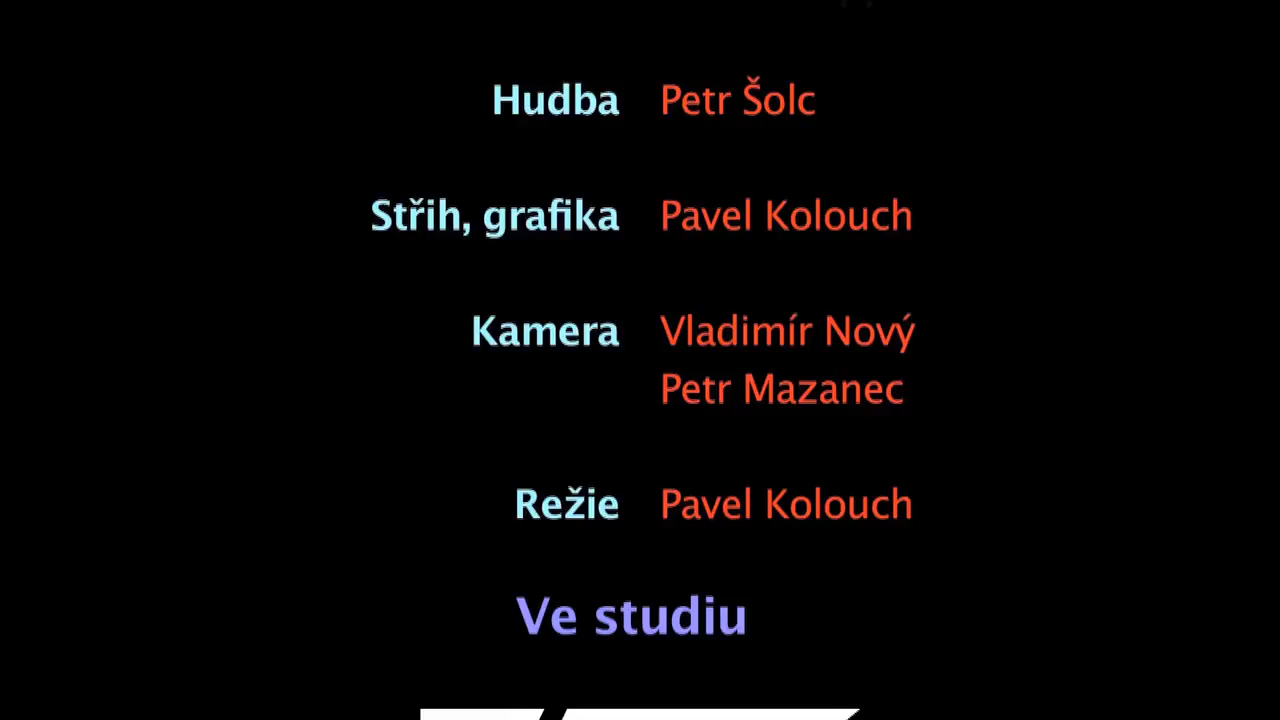 Hudba Petr Šolc
Střih, grafika Pavel Kolouch
Kamera Vladimír Nový
Petr Mazanec
Režie Pavel Kolouch
Ve studiu